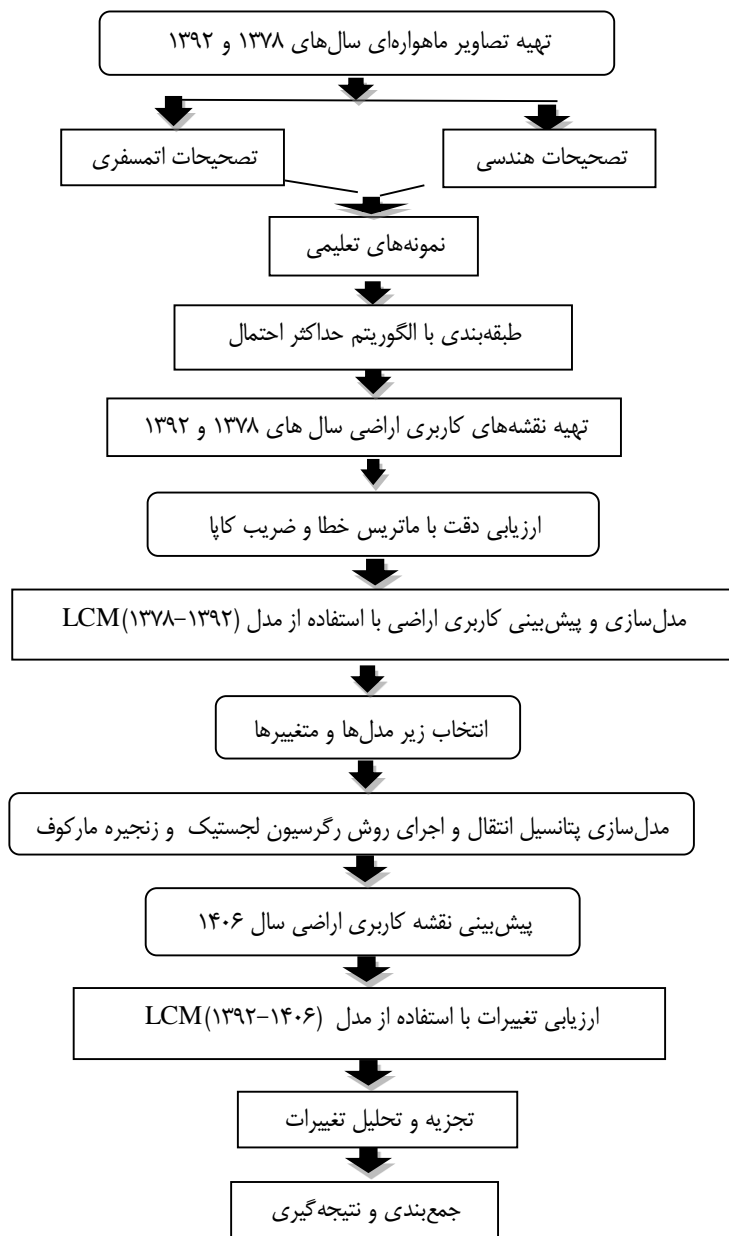 تهیه تصاویر ماهواره‌ای سال‌های ۱۳۷۸ و ۱۳۹۲
تصحیحات هندسی
تصحیحات اتمسفری
نمونه‌های تعلیمی
طبقه‌بندی با الگوریتم حداکثر احتمال
تهیه نقشه‌های کاربری اراضی سال های ۱۳۷۸ و ۱۳۹۲
ارزیابی دقت با ماتریس خطا و ضریب کاپا
مدل‌سازی و پیش‌بینی کاربری اراضی با استفاده از مدل LCM(۱۳۷۸-۱۳۹۲)
انتخاب زیر مدل‌ها و متغییرها
مدل‌سازی پتانسیل انتقال و اجرای روش رگرسیون لجستیک و زنجیره مارکوف
پیش‌بینی نقشه کاربری اراضی سال ۱۴۰۶
ارزیابی تغییرات با استفاده از مدل LCM(۱۳۹۲-۱۴۰۶)
تجزیه و تحلیل تغییرات
جمع‌بندی و نتیجه‌گیری